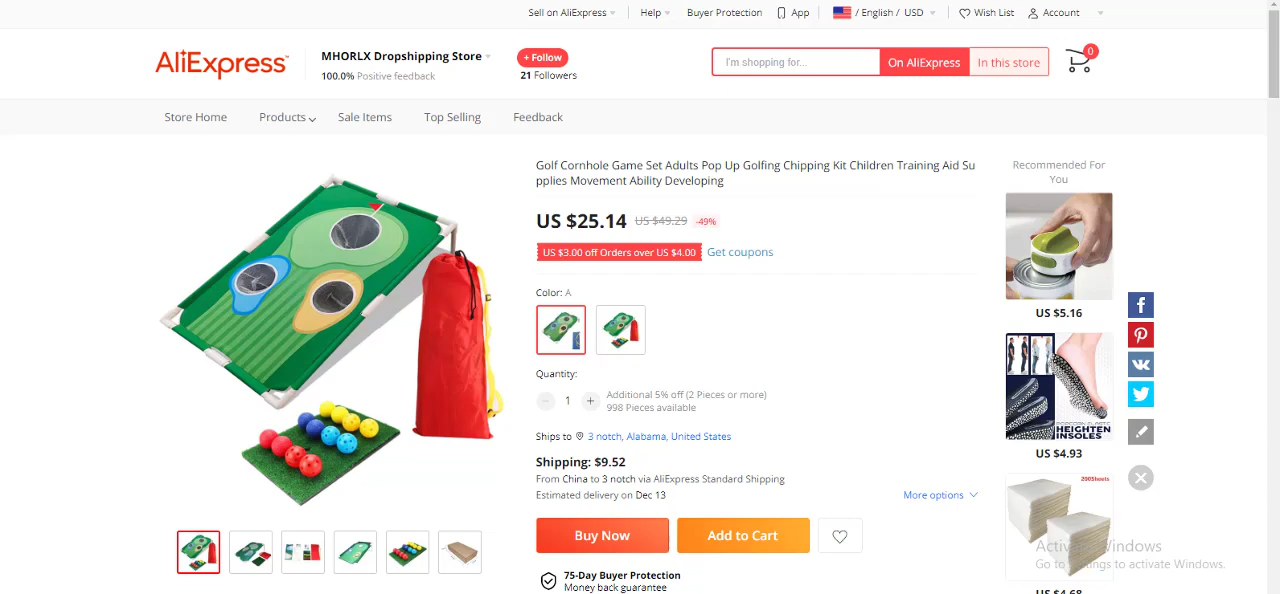 Sell on AliExpress
Help
Buyer Protection
App
/ English / USD
Wish List
Account
AliExpress
MHORLX Dropshipping Store
100.0% Positive feedback
+ Follow
21 Followers
I'm shopping for...
On AliExpress
In this store
0
Store Home
Products
Sale Items
Top Selling
Feedback
Golf Cornhole Game Set Adults Pop Up Golfing Chipping Kit Children Training Aid Su
pplies Movement Ability Developing
US $25.14 US $49.29 -49%
US $3.00 off Orders over US $4.00 Get coupons
Color: A
Quantity:
1
Additional 5% off (2 Pieces or more)
998 Pieces available
Ships to 3 notch, Alabama, United States
Shipping: $9.52
From China to 3 notch via AliExpress Standard Shipping
Estimated delivery on Dec 13
More options
Buy Now
Add to Cart
75-Day Buyer Protection
Money back guarantee
Recommended For
You
US $5.16
HEIGHTEN
INSOLES
US $4.93
200Sheets
US $4.68
Activate Windows
Go to Settings to activate Windows.